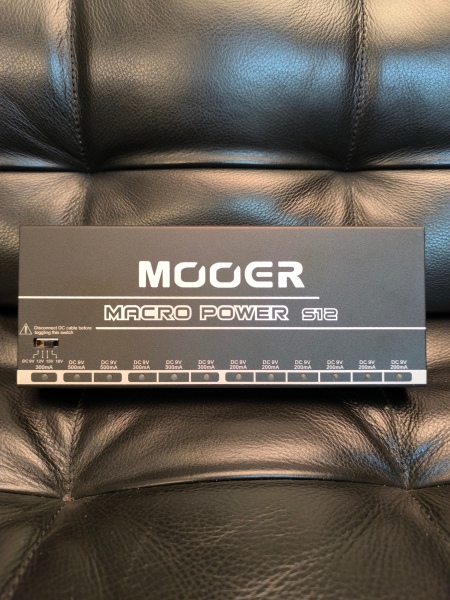 MOOER
MACRO POWER S12
Disconnect DC cable before
toggling this switch
DC 9V 12V 15V 18V
DC 9V DC 9V DC 9V DC 9V DC 9V DC 9V DC 9V DC 9V DC 9V DC 9V DC 9V
300mA 500mA 500mA 300mA 300mA 300mA 200mA 200mA 200mA 200mA 200mA 200mA